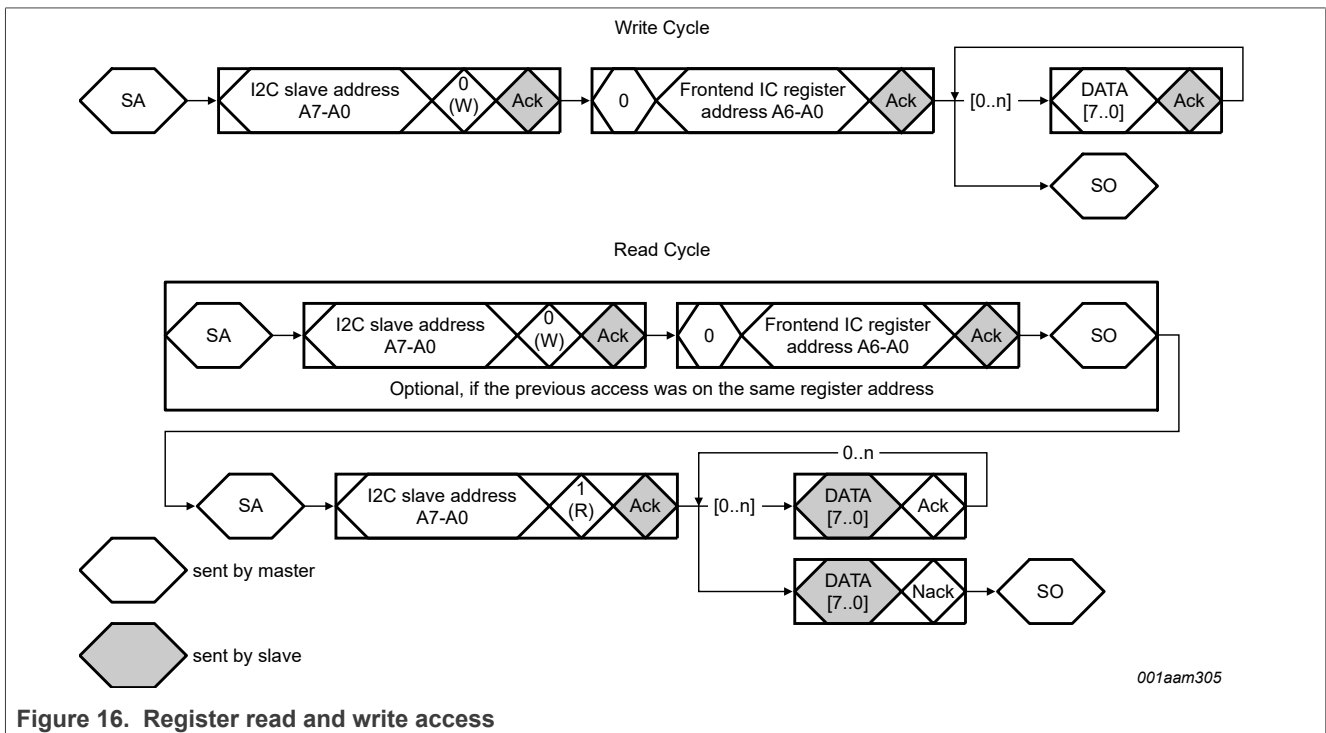 Write Cycle
SA
I2C slave address
A7-A0
0
(W)
Ack
0
Frontend IC register
address A6-A0
Ack
[0..n]
DATA
[7..0]
Ack
SO
Read Cycle
SA
I2C slave address
A7-A0
0
(W)
Ack
0
Frontend IC register
address A6-A0
Ack
SO
Optional, if the previous access was on the same register address
0..n
SA
I2C slave address
A7-A0
1
(R)
Ack
[0..n]
DATA
[7..0]
Ack
sent by master
DATA
[7..0]
Nack
SO
sent by slave
001aam305
Figure 16. Register read and write access